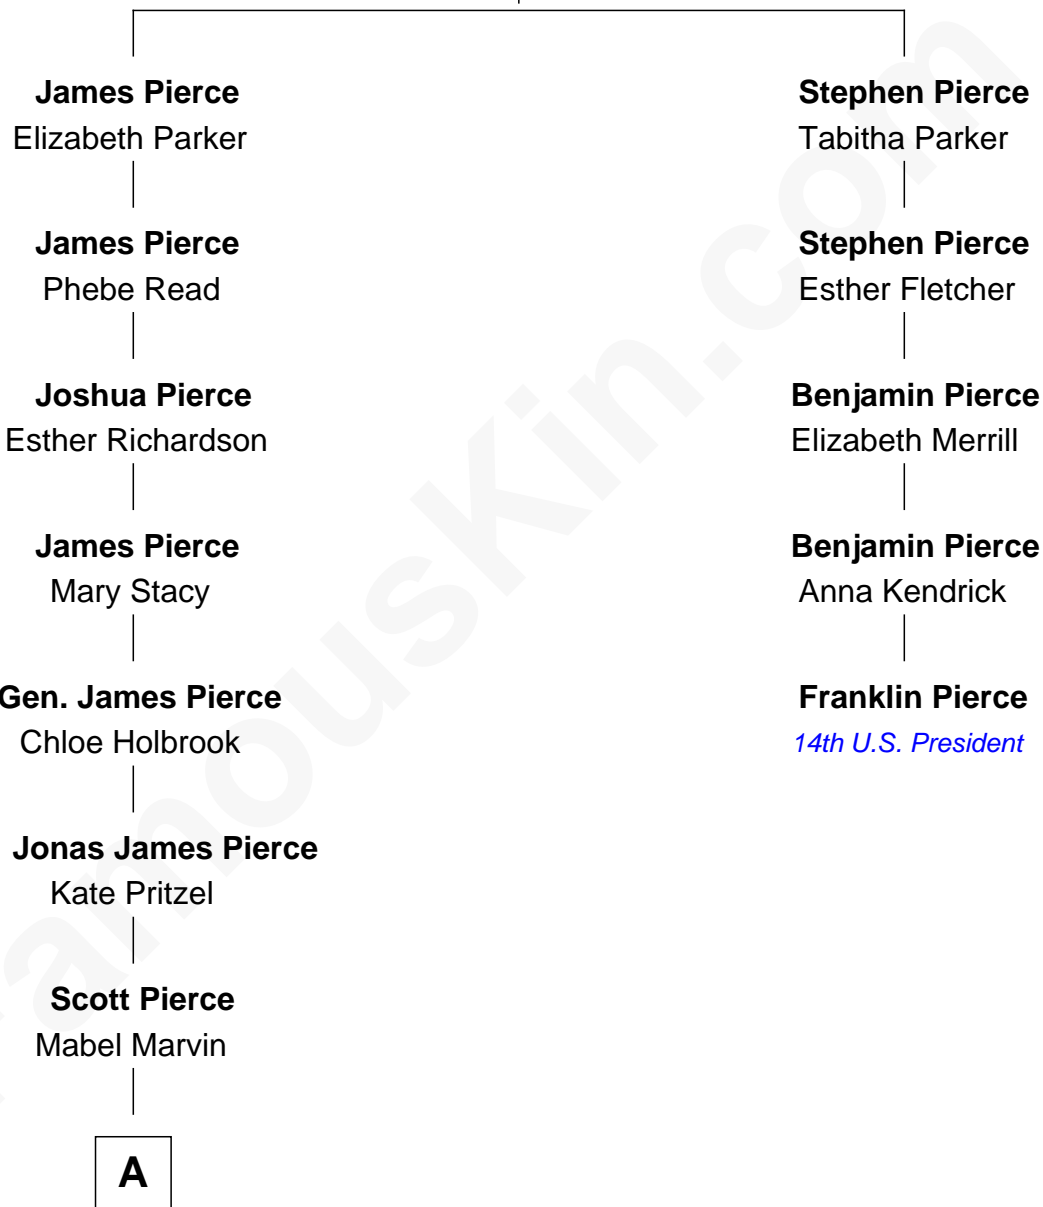 James Pierce
Elizabeth Parker
Stephen Pierce
Tabitha Parker
James Pierce
Phebe Read
Stephen Pierce
Esther Fletcher
Joshua Pierce
Esther Richardson
Benjamin Pierce
Elizabeth Merrill
James Pierce
Mary Stacy
Benjamin Pierce
Anna Kendrick
Gen. James Pierce
Chloe Holbrook
Franklin Pierce
14th U.S. President
Jonas James Pierce
Kate Pritzel
Scott Pierce
Mabel Marvin
A
FamousKin.com